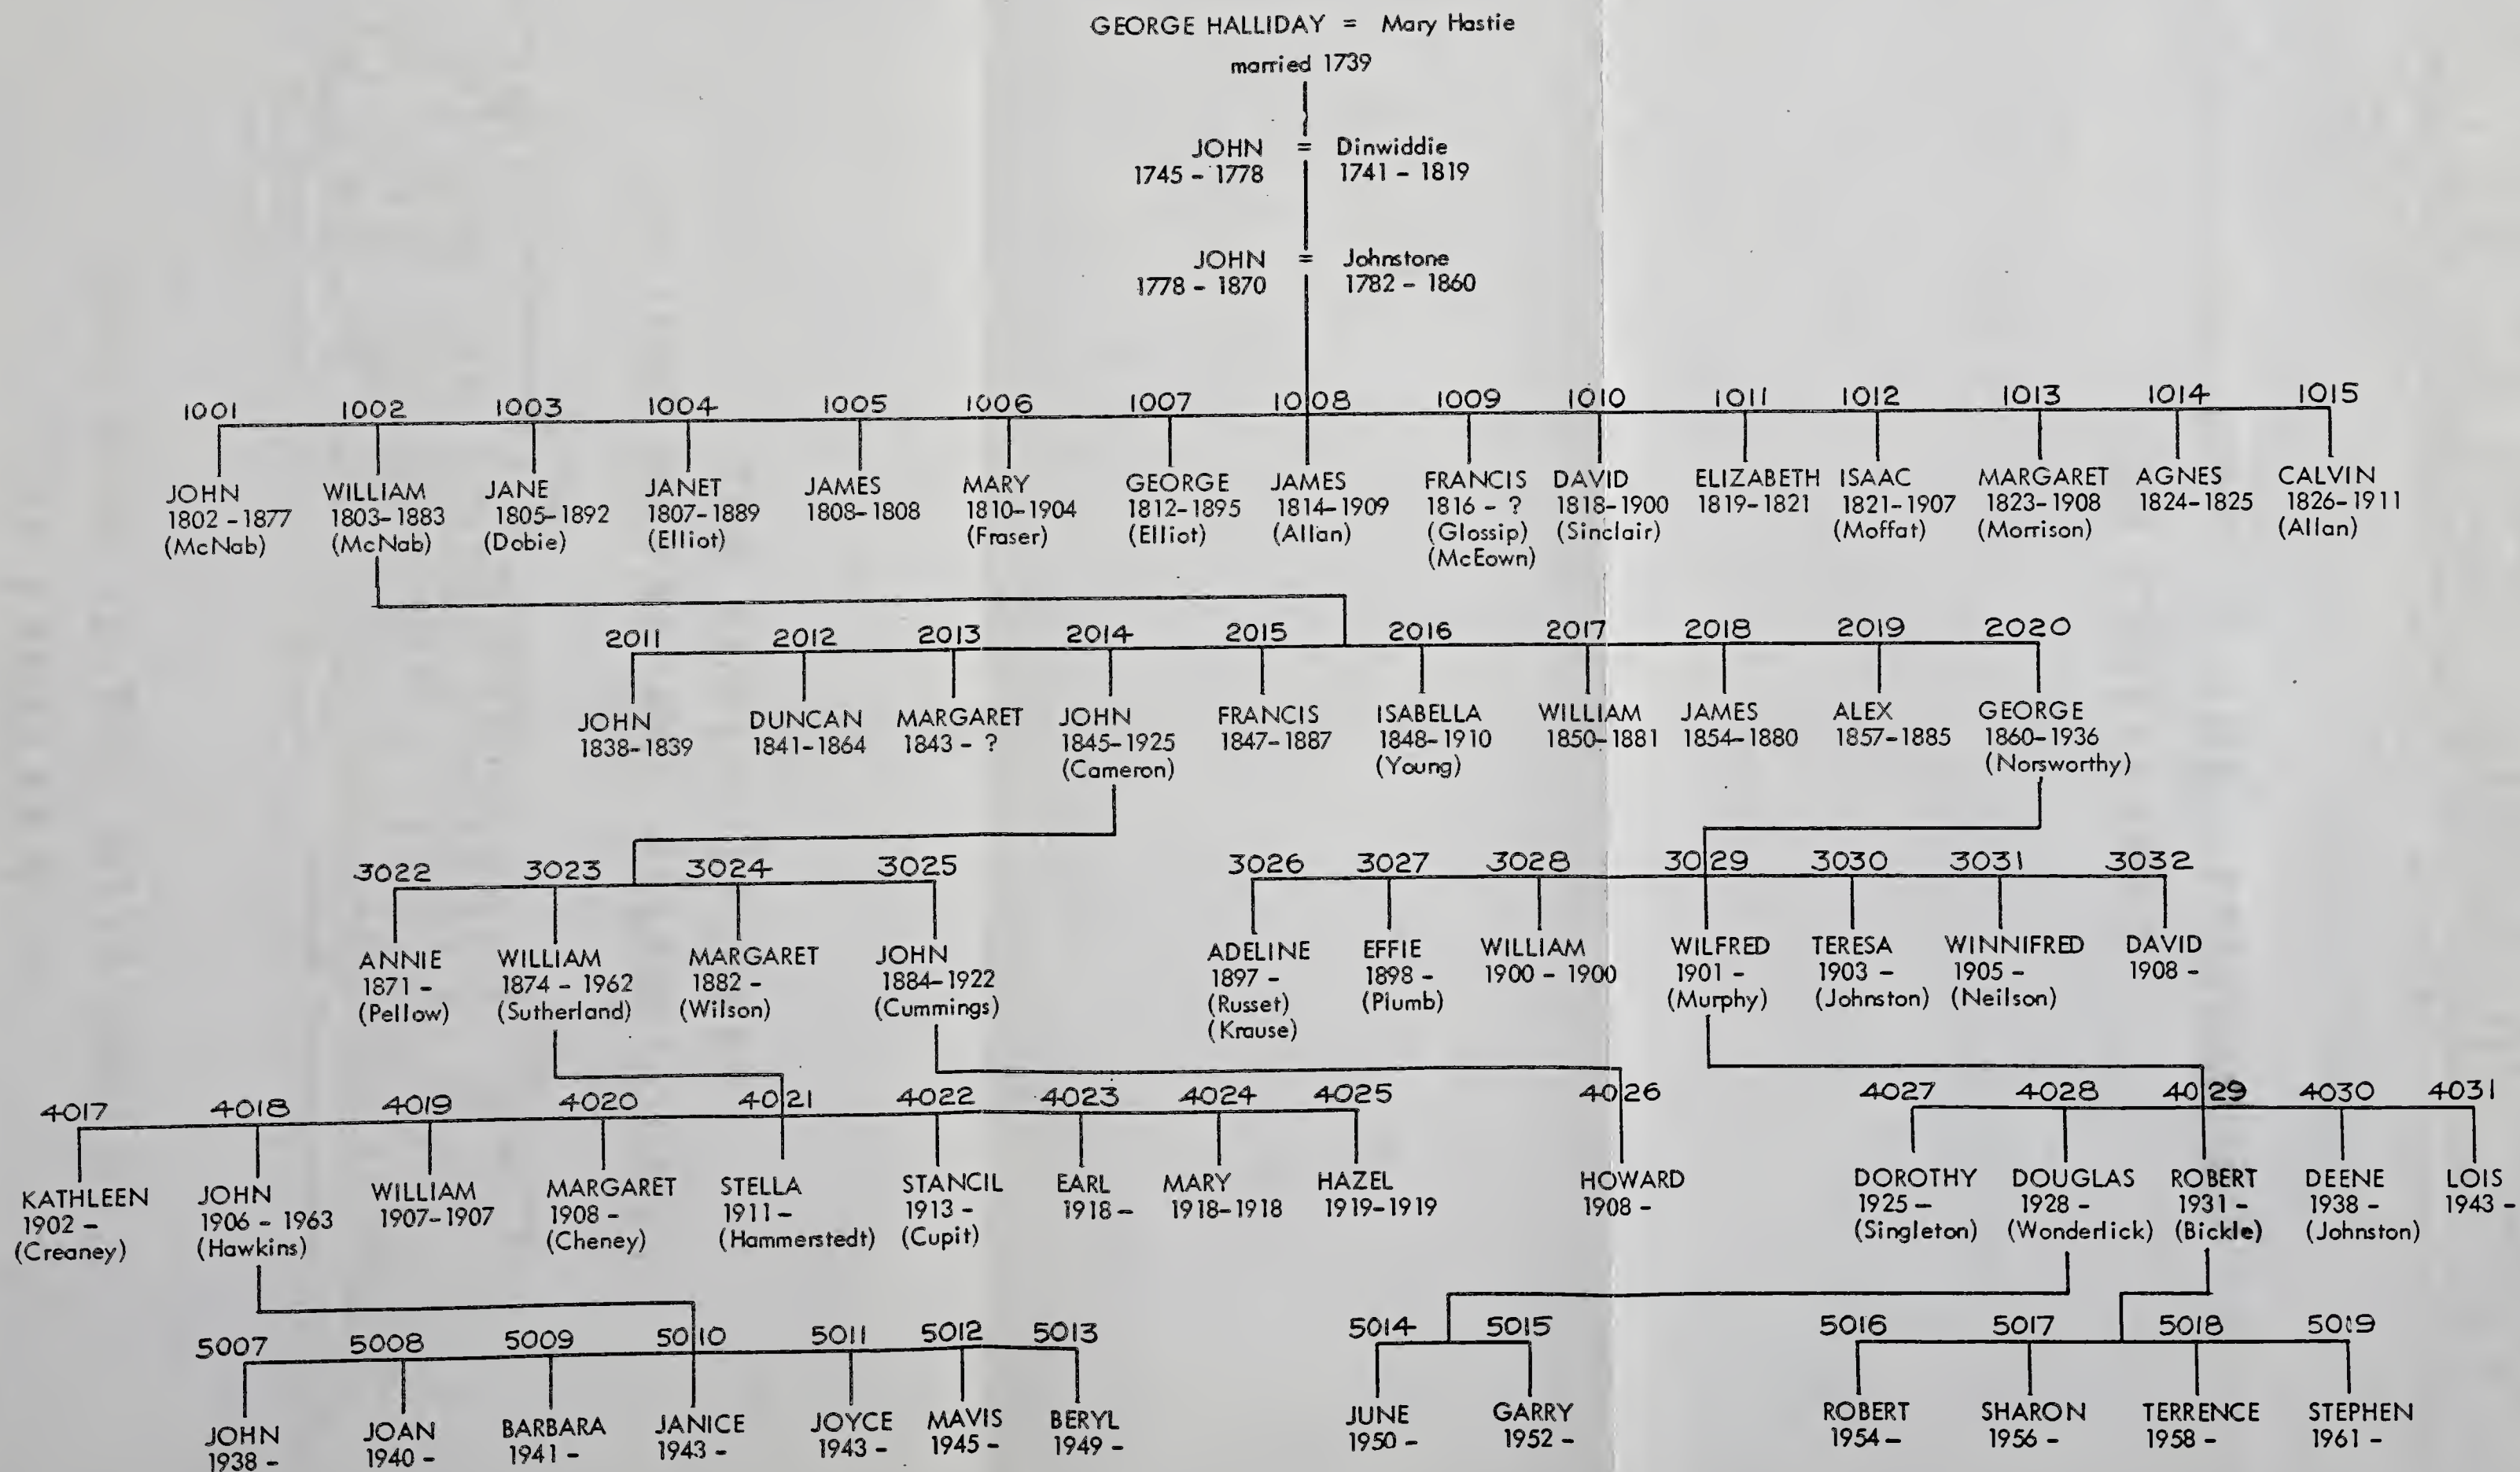 GEORGE HALLIDAY = Mary Hastie
married 1739
JOHN = Dinwiddie
1745 - 1778 1741 - 1819
JOHN = Johnstone
1778 - 1870 1782 - 1860
1001 1002 1003 1004 1005 1006 1007 1008 1009 1010 1011 1012 1013 1014 1015
JOHN WILLIAM JANE JANET JAMES MARY GEORGE JAMES FRANCIS DAVID ELIZABETH ISAAC MARGARET AGNES CALVIN
1802 - 1877 1803-1883 1805-1892 1807-1889 1808-1808 1810-1904 1812-1895 1814-1909 1816 - ? 1818-1900 1819-1821 1821-1907 1823-1908 1824-1825 1826-1911
(McNab) (McNab) (Dobie) (Elliot) (Fraser) (Elliot) (Allan) (Glossip) (Sinclair) (Moffat) (Morrison) (Allan)
(McEown)
2011 2012 2013 2014 2015 2016 2017 2018 2019 2020
JOHN DUNCAN MARGARET JOHN FRANCIS ISABELLA WILLIAM JAMES ALEX GEORGE
1838-1839 1841-1864 1843 - ? 1845-1925 1847-1887 1848-1910 1850-1881 1854-1880 1857-1885 1860-1936
(Cameron) (Young) (Norsworthy)
3022 3023 3024 3025 3026 3027 3028 3029 3030 3031 3032
ANNIE WILLIAM MARGARET JOHN ADELINE EFFIE WILLIAM WILFRED TERESA WINNIFRED DAVID
1871 - 1874 - 1962 1882 - 1884-1922 1897 - 1898 - 1900 - 1900 1901 - 1903 - 1905 - 1908 -
(Pellow) (Sutherland) (Wilson) (Cummings) (Russet) (Plumb) (Murphy) (Johnston) (Neilson)
(Krause)
4017 4018 4019 4020 4021 4022 4023 4024 4025 4026 4027 4028 4029 4030 4031
KATHLEEN JOHN WILLIAM MARGARET STELLA STANCIL EARL MARY HAZEL HOWARD DOROTHY DOUGLAS ROBERT DEENE LOIS
1902 - 1906 - 1963 1907-1907 1908 - 1911 - 1913 - 1918 - 1918-1918 1919-1919 1908 - 1925 - 1928 - 1931 - 1938 - 1943 -
(Creaney) (Hawkins) (Cheney) (Hammerstedt) (Cupit) (Singleton) (Wonderlick) (Bickle) (Johnston)
5007 5008 5009 5010 5011 5012 5013 5014 5015 5016 5017 5018 5019
JOHN JOAN BARBARA JANICE JOYCE MAVIS BERYL JUNE GARRY ROBERT SHARON TERRENCE STEPHEN
1938 - 1940 - 1941 - 1943 - 1943 - 1945 - 1949 - 1950 - 1952 - 1954 - 1956 - 1958 - 1961 -